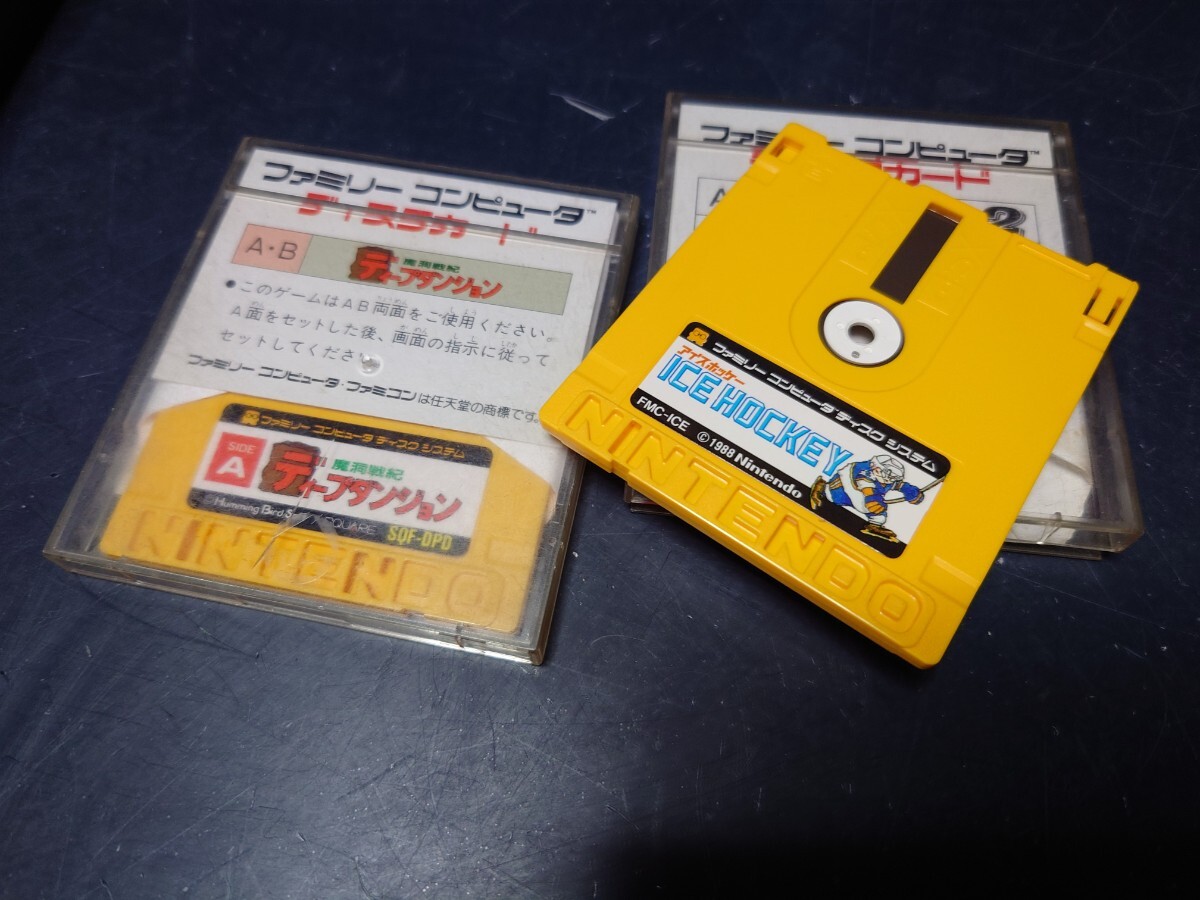 ファミリー コンピュータ™
ディスクカード
A・B
魔洞戦記
ディープダンジョン
●このゲームはAB両面をご使用ください。
A面をセットした後、画面の指示に従って
セットしてください
ファミリー コンピュータ・ファミコンは任天堂の商標です。
ファミリー コンピュータ ディスク システム
SIDE
A
魔洞戦記
ディープダンジョン
Humming Bird SQUARE
SQF-DPD
NINTENDO
ファミリー コンピュータ™
カード
A
2
ファミリー コンピュータ ディスク システム
アイスホッケー
ICE HOCKEY
FMC-ICE ©1988 Nintendo
NINTENDO